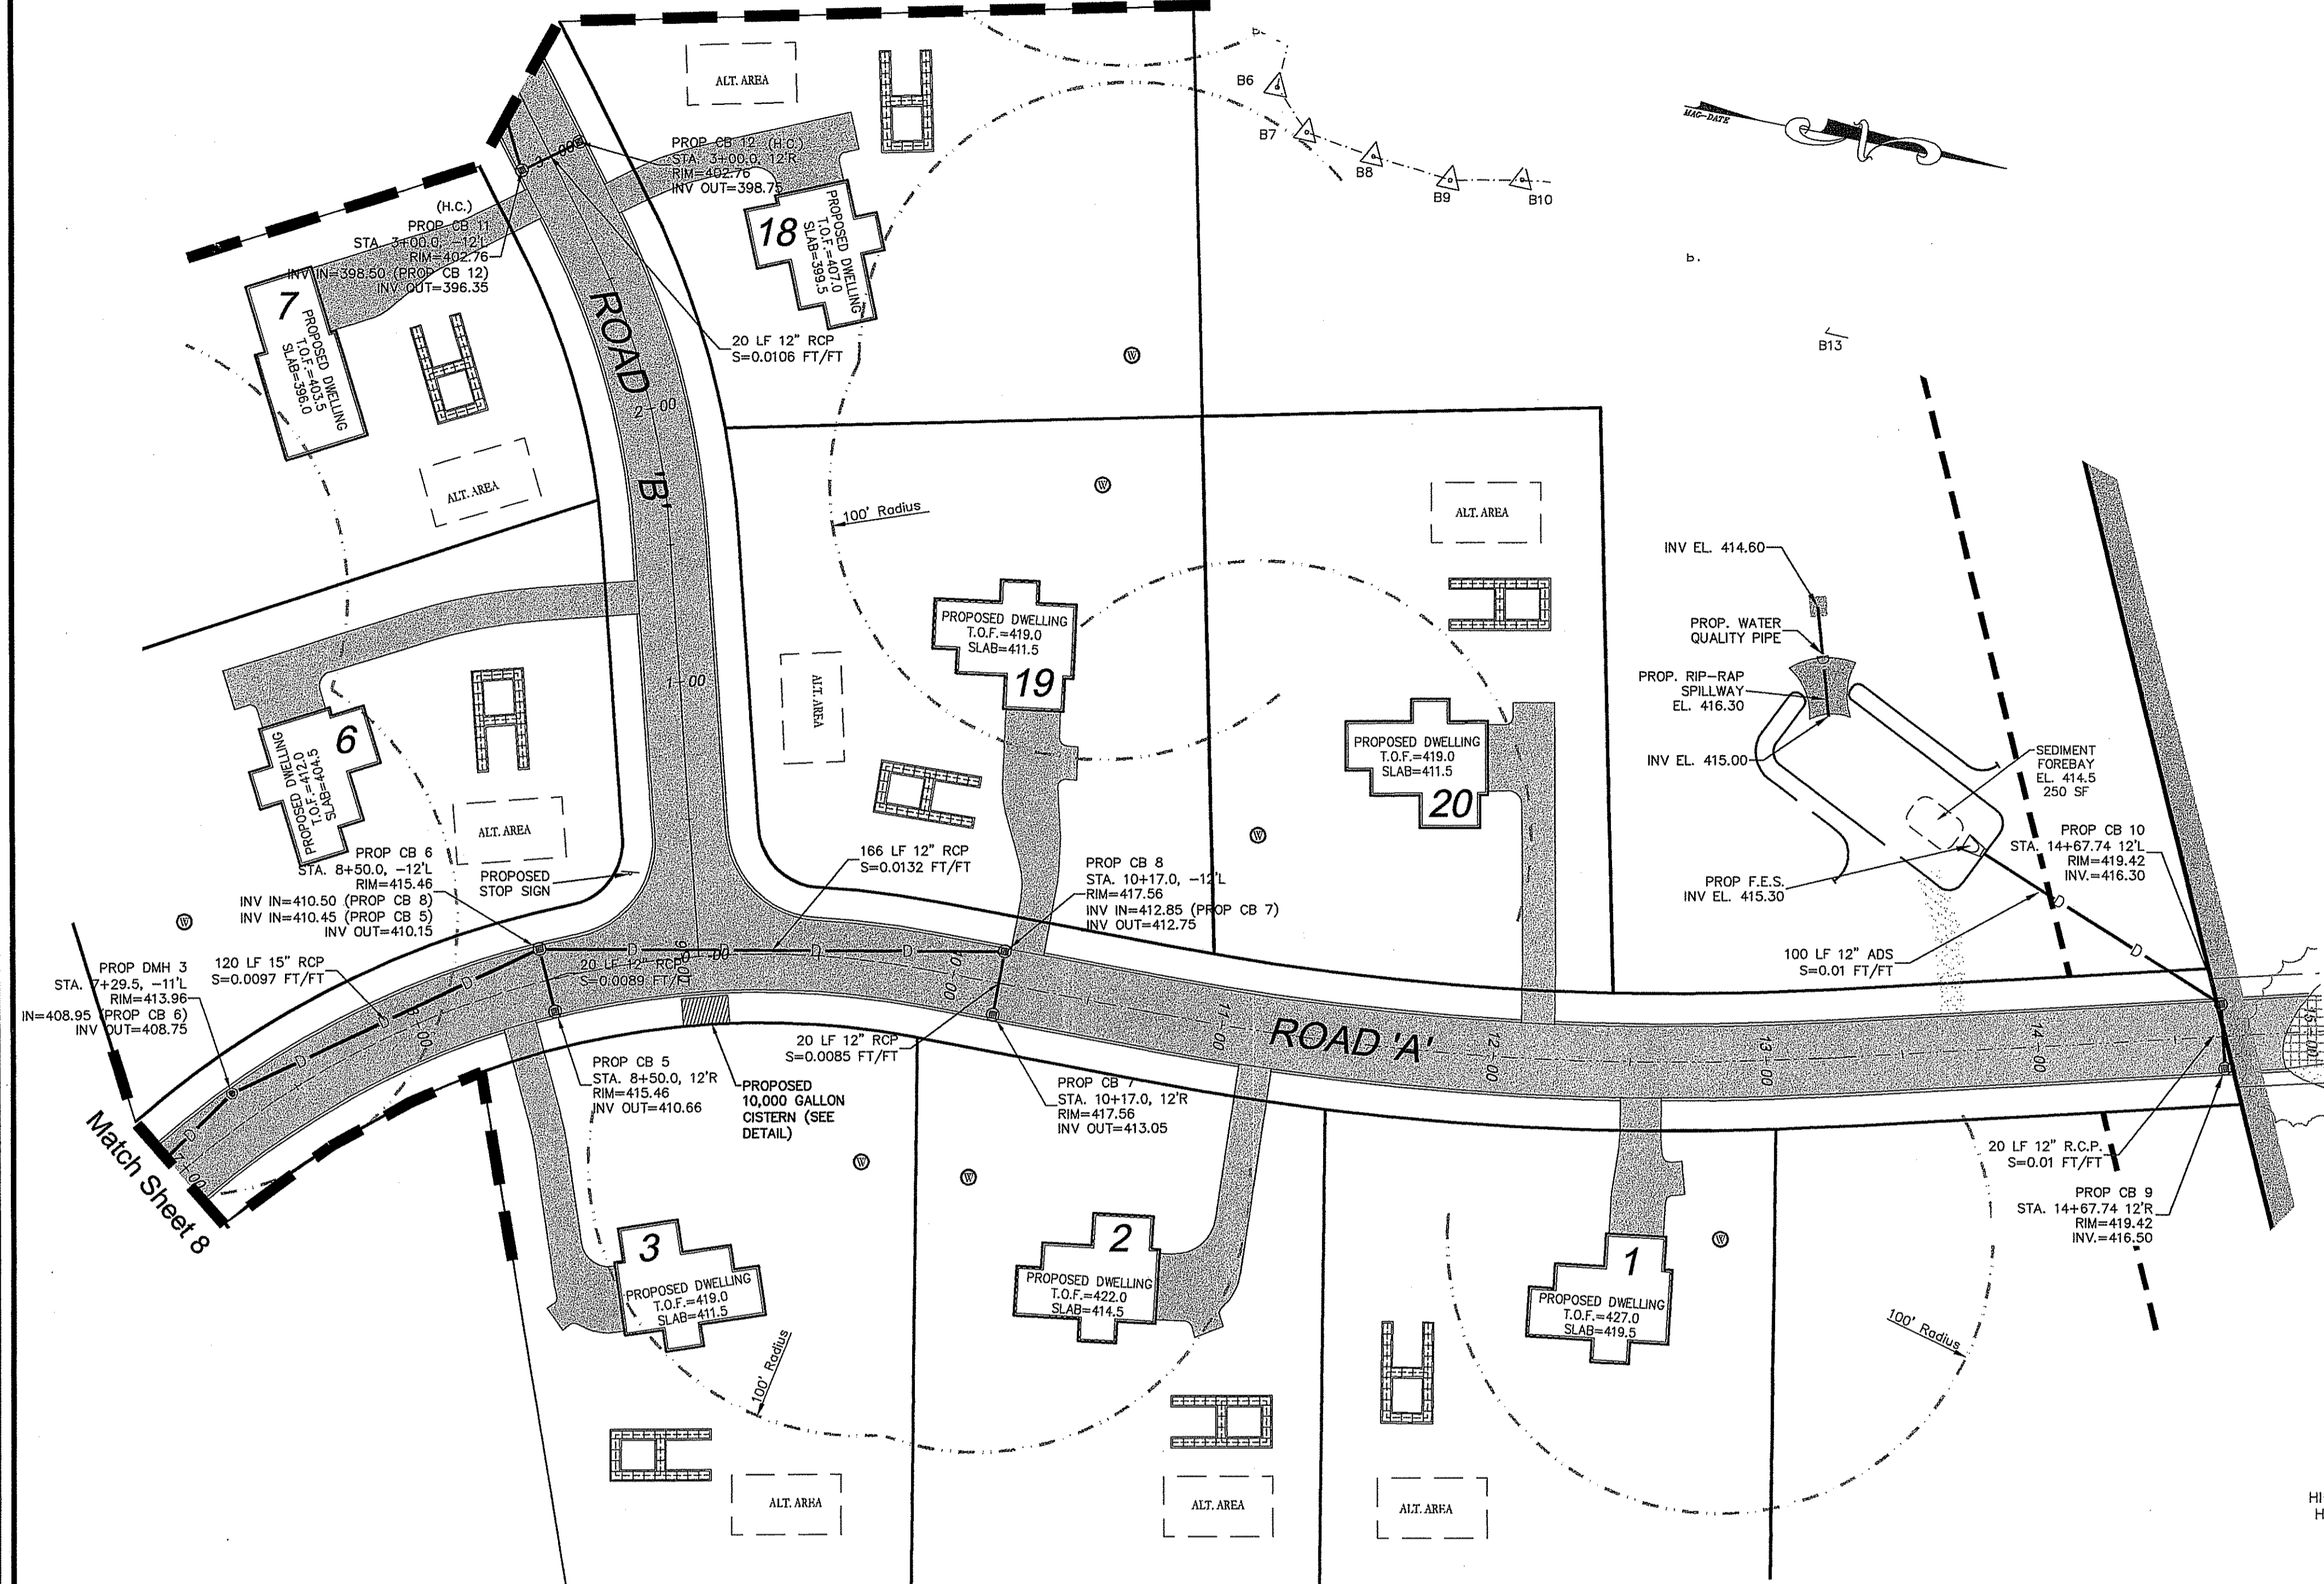 ALT. AREA
B6
B7
B8
B9
B10
MAG-DATE
PROP CB 12 (H.C.)
STA. 3+00.0, 12'R
RIM=402.76
INV OUT=398.75
3+00
(H.C.)
PROP CB 11
STA. 3+00.0, -12'L
RIM=402.76
INV IN=398.50 (PROP CB 12)
INV OUT=396.35
18
PROPOSED DWELLING
T.O.F.=407.0
SLAB=399.5
7
PROPOSED DWELLING
T.O.F.=403.5
SLAB=396.0
20 LF 12" RCP
S=0.0106 FT/FT
ROAD 'B'
2+00
1+00
W
B13
ALT. AREA
W
100' Radius
ALT. AREA
INV EL. 414.60
PROP. WATER
QUALITY PIPE
PROP. RIP-RAP
SPILLWAY
EL. 416.30
INV EL. 415.00
SEDIMENT
FOREBAY
EL. 414.5
250 SF
PROP F.E.S.
INV EL. 415.30
PROP CB 10
STA. 14+67.74 12'L
RIM=419.42
INV.=416.30
100 LF 12" ADS
S=0.01 FT/FT
D
D
PROPOSED DWELLING
T.O.F.=419.0
SLAB=411.5
19
ALT. AREA
PROPOSED DWELLING
T.O.F.=419.0
SLAB=411.5
20
W
6
PROPOSED DWELLING
T.O.F.=412.0
SLAB=404.5
ALT. AREA
PROPOSED
STOP SIGN
PROP CB 6
STA. 8+50.0, -12'L
RIM=415.46
INV IN=410.50 (PROP CB 8)
INV IN=410.45 (PROP CB 5)
INV OUT=410.15
166 LF 12" RCP
S=0.0132 FT/FT
PROP CB 8
STA. 10+17.0, -12'L
RIM=417.56
INV IN=412.85 (PROP CB 7)
INV OUT=412.75
W
PROP DMH 3
STA. 7+29.5, -11'L
RIM=413.96
IN=408.95 (PROP CB 6)
INV OUT=408.75
120 LF 15" RCP
S=0.0097 FT/FT
D
D
D
D
D
D
D
D
20 LF 12" RCP
S=0.0089 FT/FT
7+00
8+00
10+00
11+00
12+00
13+00
14+00
15+00
ROAD 'A'
Match Sheet 8
PROP CB 5
STA. 8+50.0, 12'R
RIM=415.46
INV OUT=410.66
PROPOSED
10,000 GALLON
CISTERN (SEE
DETAIL)
20 LF 12" RCP
S=0.0085 FT/FT
PROP CB 7
STA. 10+17.0, 12'R
RIM=417.56
INV OUT=413.05
20 LF 12" R.C.P.
S=0.01 FT/FT
PROP CB 9
STA. 14+67.74 12'R
RIM=419.42
INV.=416.50
W
W
W
3
PROPOSED DWELLING
T.O.F.=419.0
SLAB=411.5
2
PROPOSED DWELLING
T.O.F.=422.0
SLAB=414.5
1
PROPOSED DWELLING
T.O.F.=427.0
SLAB=419.5
100' Radius
100' Radius
ALT. AREA
ALT. AREA
ALT. AREA
HI
H